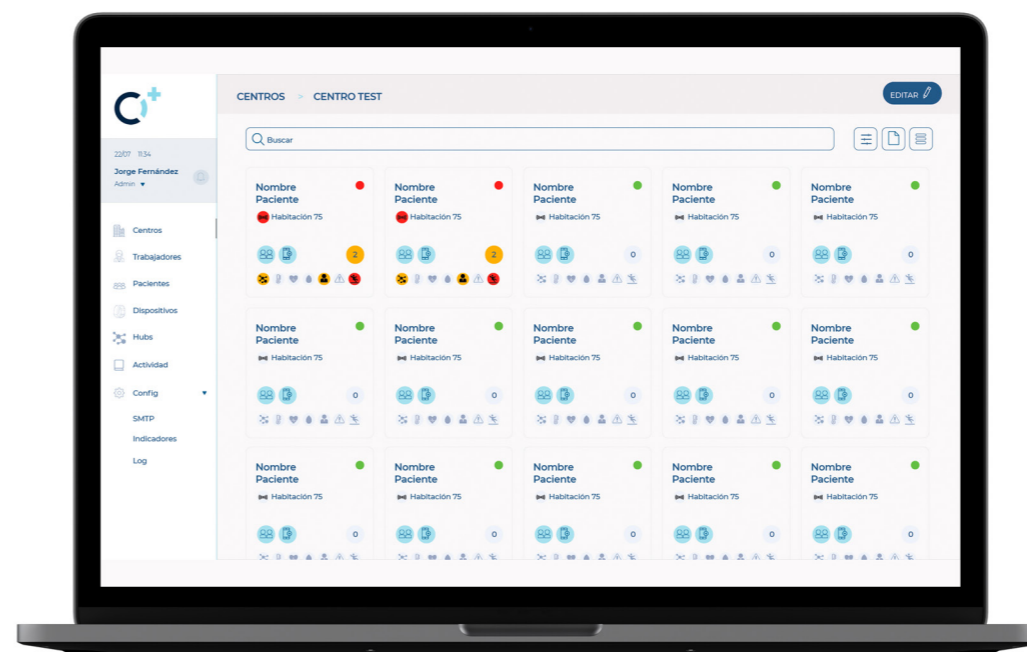 CENTROS > CENTRO TEST
EDITAR
Buscar
22/07 11:34
Jorge Fernández
Admin
Centros
Trabajadores
Pacientes
Dispositivos
Hubs
Actividad
Config
SMTP
Indicadores
Log
Nombre
Paciente
Habitación 75
2
Nombre
Paciente
Habitación 75
2
Nombre
Paciente
Habitación 75
0
Nombre
Paciente
Habitación 75
0
Nombre
Paciente
Habitación 75
0
Nombre
Paciente
Habitación 75
0
Nombre
Paciente
Habitación 75
0
Nombre
Paciente
Habitación 75
0
Nombre
Paciente
Habitación 75
0
Nombre
Paciente
Habitación 75
0
Nombre
Paciente
Habitación 75
0
Nombre
Paciente
Habitación 75
0
Nombre
Paciente
Habitación 75
0
Nombre
Paciente
Habitación 75
0
Nombre
Paciente
Habitación 75
0